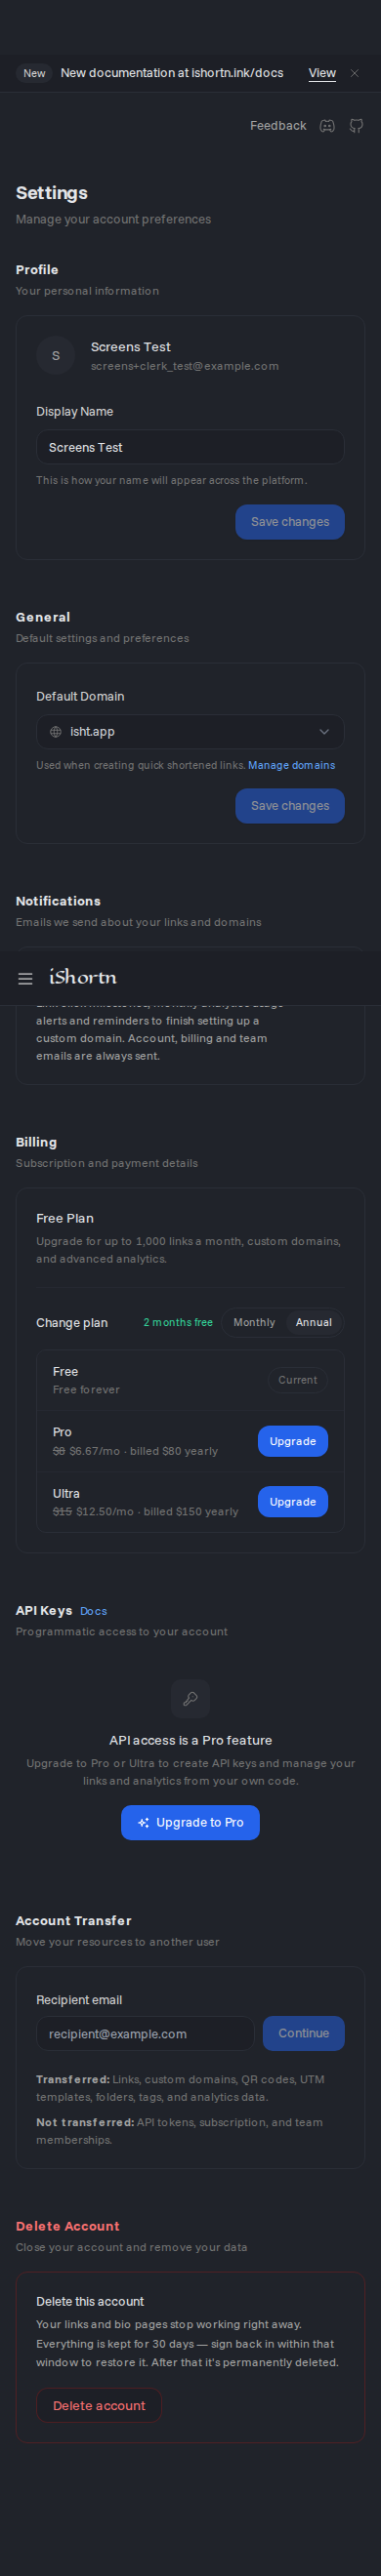 New New documentation at ishortn.ink/docs View
Feedback
Settings
Manage your account preferences
Profile
Your personal information
S
Screens Test
screens+clerk_test@example.com
Display Name
Screens Test
This is how your name will appear across the platform.
Save changes
General
Default settings and preferences
Default Domain
isht.app
Used when creating quick shortened links. Manage domains
Save changes
Notifications
Emails we send about your links and domains
iShortn
alerts and reminders to finish setting up a
custom domain. Account, billing and team
emails are always sent.
Billing
Subscription and payment details
Free Plan
Upgrade for up to 1,000 links a month, custom domains,
and advanced analytics.
Change plan 2 months free Monthly Annual
Free
Free forever
Current
Pro
$8 $6.67/mo · billed $80 yearly
Upgrade
Ultra
$15 $12.50/mo · billed $150 yearly
Upgrade
API Keys Docs
Programmatic access to your account
API access is a Pro feature
Upgrade to Pro or Ultra to create API keys and manage your
links and analytics from your own code.
Upgrade to Pro
Account Transfer
Move your resources to another user
Recipient email
recipient@example.com Continue
Transferred: Links, custom domains, QR codes, UTM
templates, folders, tags, and analytics data.
Not transferred: API tokens, subscription, and team
memberships.
Delete Account
Close your account and remove your data
Delete this account
Your links and bio pages stop working right away.
Everything is kept for 30 days — sign back in within that
window to restore it. After that it's permanently deleted.
Delete account